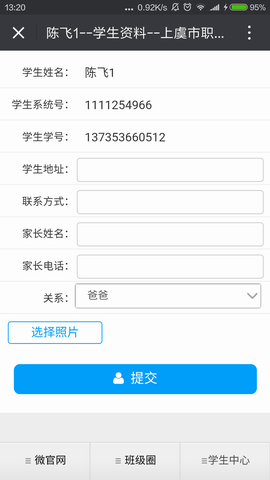 13:20 ... 0.92K/s 95%
陈飞1--学生资料--上虞市职...
学生姓名： 陈飞1
学生系统号： 1111254966
学生学号： 137353660512
学生地址：
联系方式：
家长姓名：
家长电话：
关系： 爸爸
选择照片
提交
微官网 班级圈 学生中心